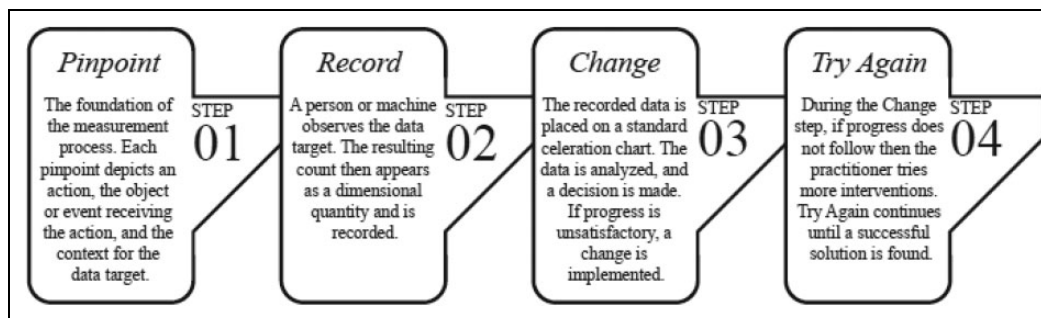 Pinpoint
The foundation of
the measurement
process. Each
pinpoint depicts an
action, the object
or event receiving
the action, and the
context for the
data target.
STEP
01
Record
A person or machine
observes the data
target. The resulting
count then appears
as a dimensional
quantity and is
recorded.
STEP
02
Change
The recorded data is
placed on a standard
celeration chart. The
data is analyzed, and
a decision is made.
If progress is
unsatisfactory, a
change is
implemented.
STEP
03
Try Again
During the Change
step, if progress does
not follow then the
practitioner tries
more interventions.
Try Again continues
until a successful
solution is found.
STEP
04